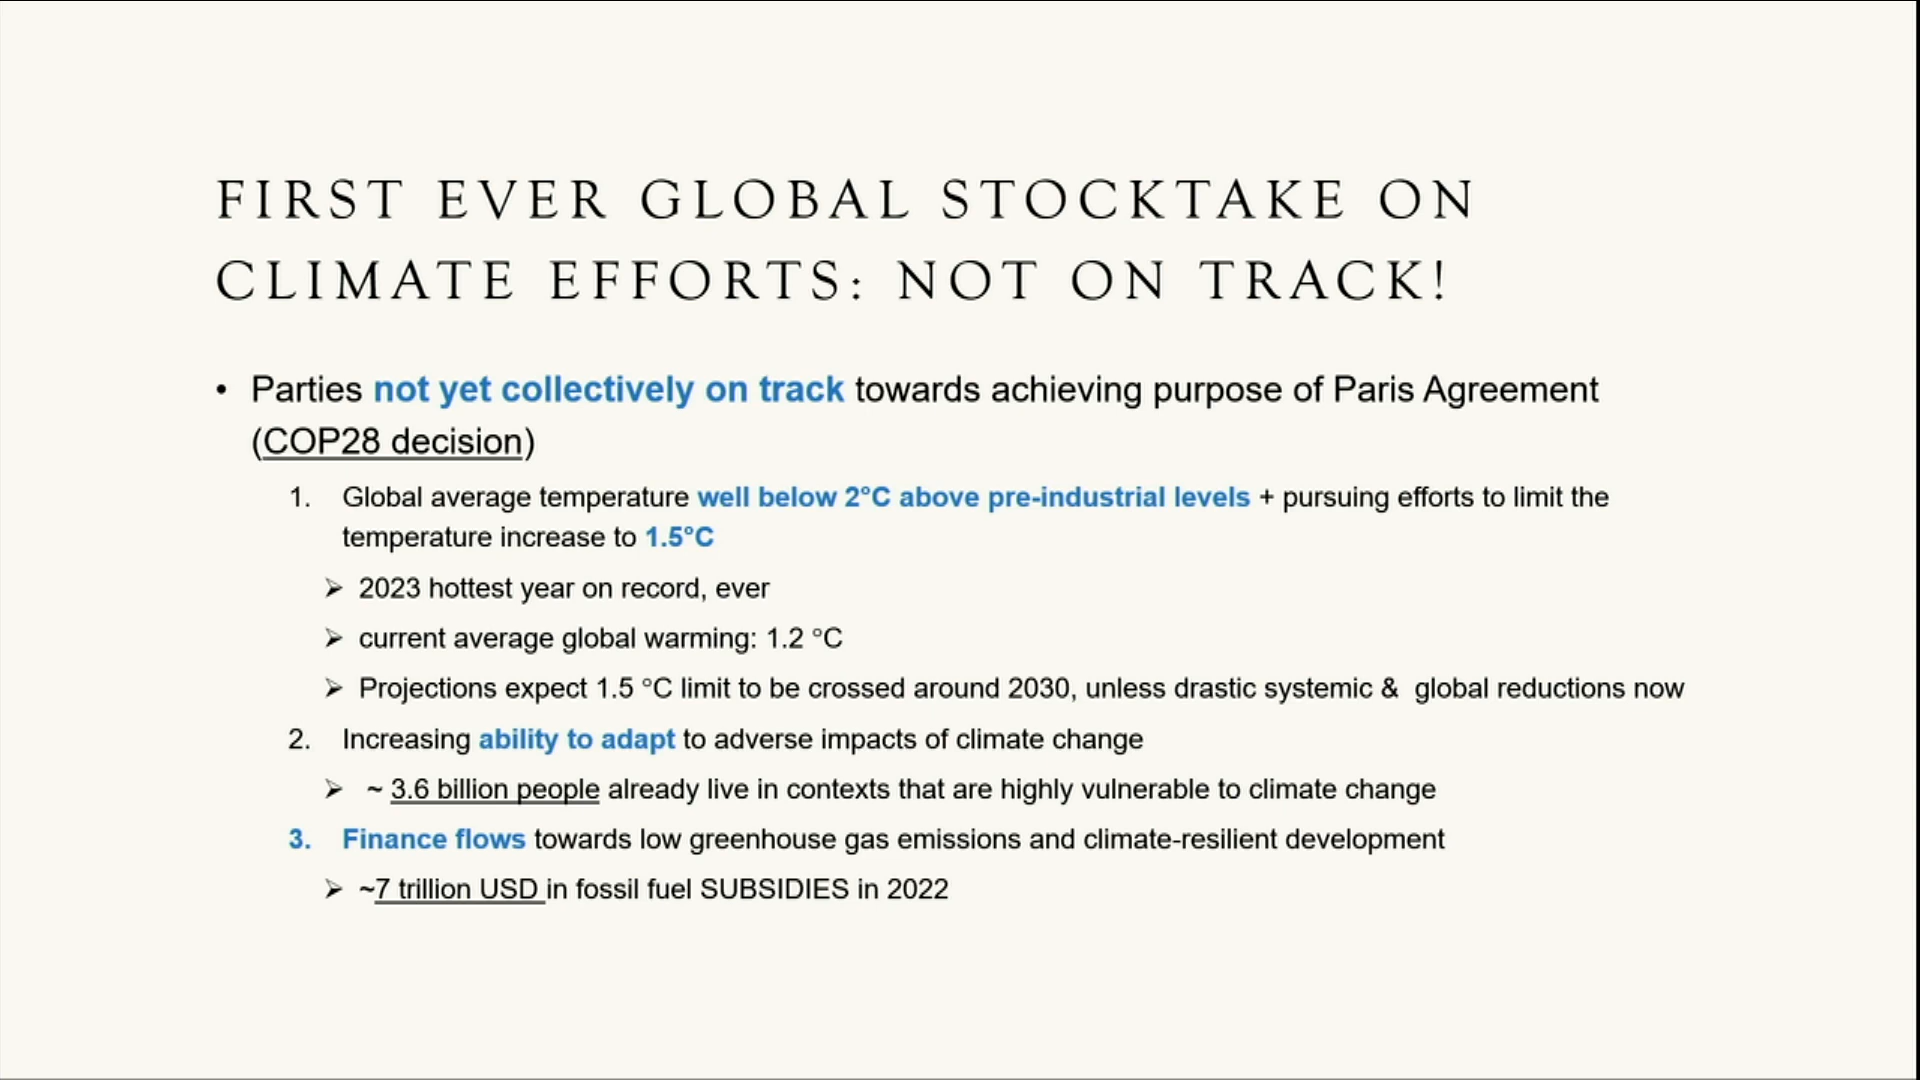 FIRST EVER GLOBAL STOCKTAKE ON
CLIMATE EFFORTS: NOT ON TRACK!
• Parties not yet collectively on track towards achieving purpose of Paris Agreement
(COP28 decision)
1. Global average temperature well below 2°C above pre-industrial levels + pursuing efforts to limit the
temperature increase to 1.5°C
➢ 2023 hottest year on record, ever
➢ current average global warming: 1.2 °C
➢ Projections expect 1.5 °C limit to be crossed around 2030, unless drastic systemic & global reductions now
2. Increasing ability to adapt to adverse impacts of climate change
➢ ~ 3.6 billion people already live in contexts that are highly vulnerable to climate change
3. Finance flows towards low greenhouse gas emissions and climate-resilient development
➢ ~7 trillion USD in fossil fuel SUBSIDIES in 2022